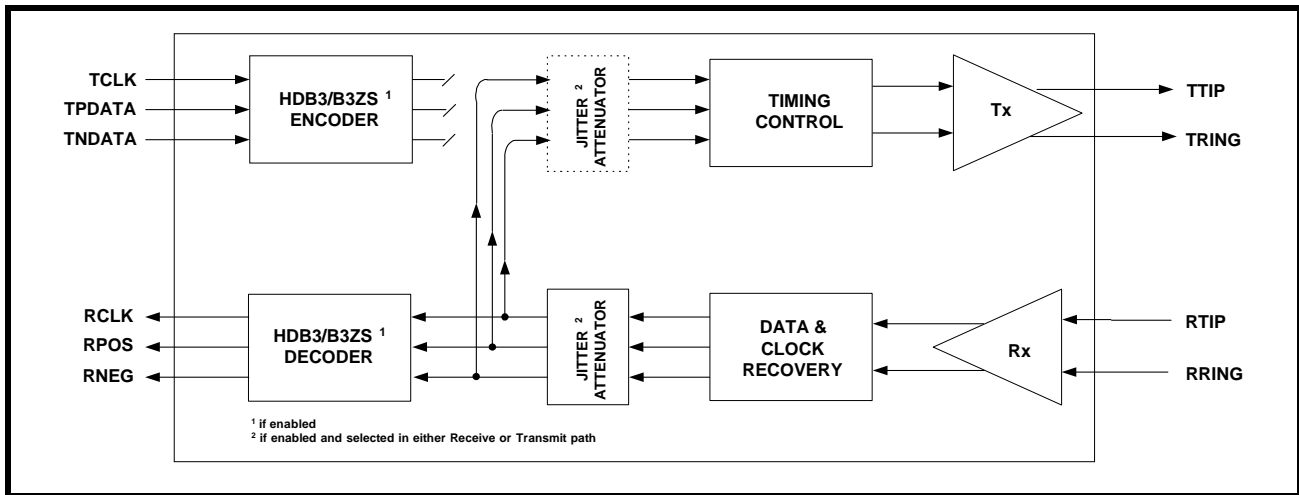 TCLK
TPDATA
TNDATA
HDB3/B3ZS 1
ENCODER
JITTER 2
ATTENUATOR
TIMING
CONTROL
Tx
TTIP
TRING
RCLK
RPOS
RNEG
HDB3/B3ZS 1
DECODER
JITTER 2
ATTENUATOR
DATA &
CLOCK
RECOVERY
Rx
RTIP
RRING
1 if enabled
2 if enabled and selected in either Receive or Transmit path